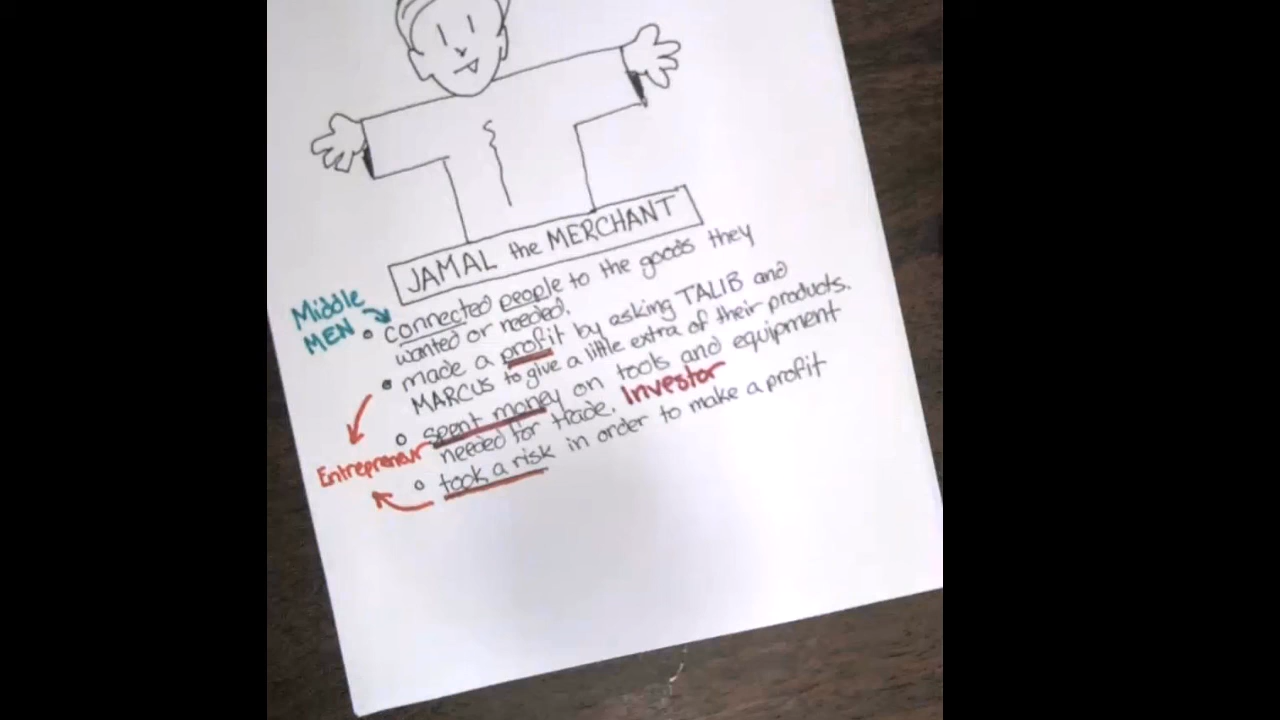 JAMAL the MERCHANT
Middle
MEN
• connected people to the goods they
wanted or needed.
• made a profit by asking TALIB and
MARCUS to give a little extra of their products.
• spent money on tools and equipment
needed for trade. Investor
Entrepreneur
• took a risk in order to make a profit